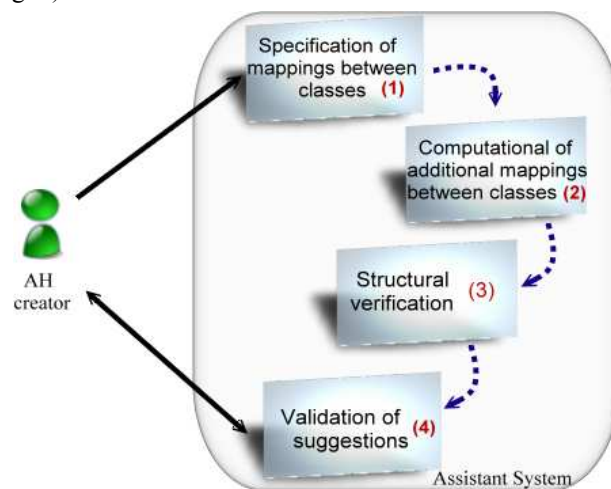 Specification of
mappings between
classes (1)
Computational of
additional mappings
between classes (2)
Structural (3)
verification
AH
creator
Validation of (4)
suggestions
Assistant System